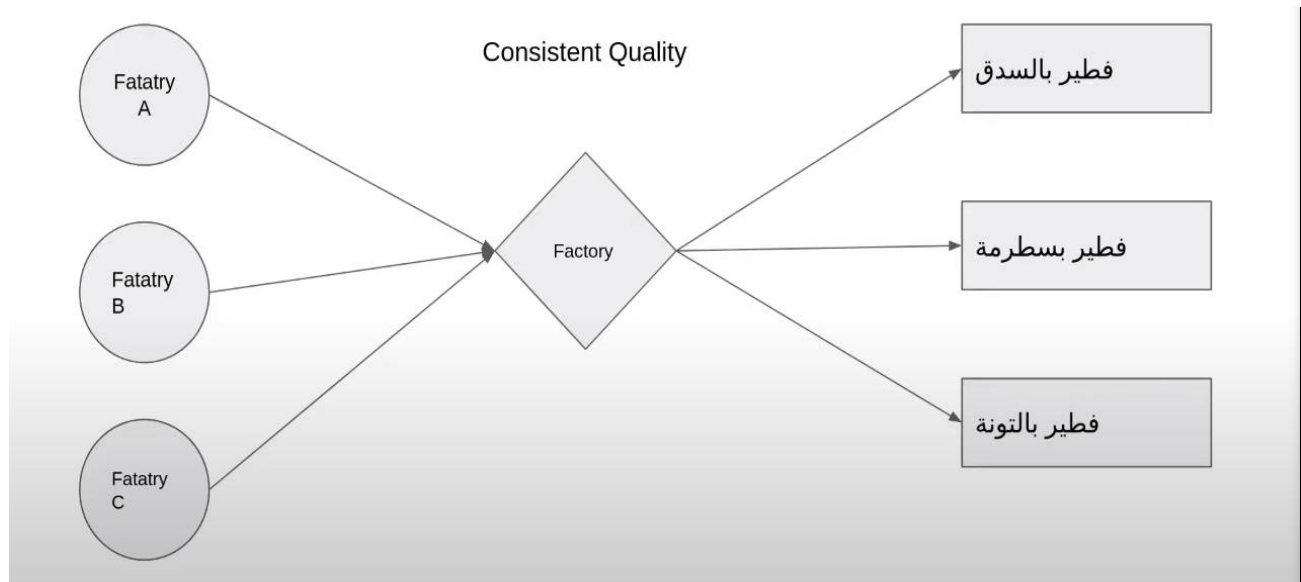 Consistent Quality
Fatatry
A
Fatatry
B
Fatatry
C
Factory
فطير بالسدق
فطير بسطرمة
فطير بالتونة